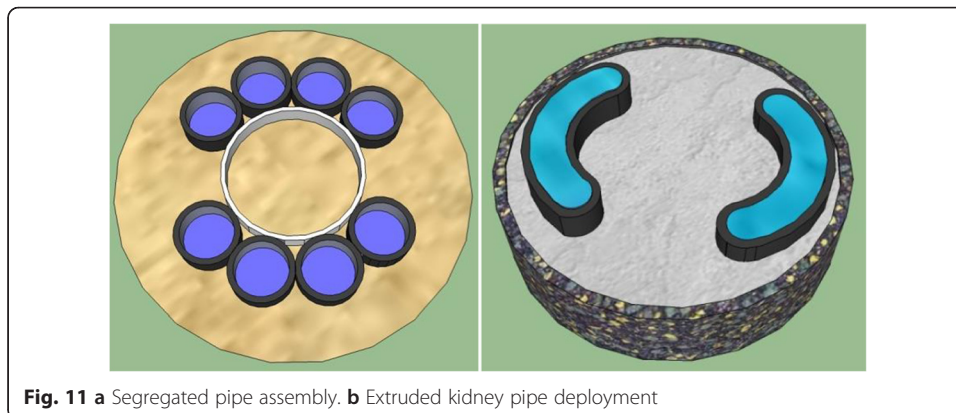 Fig. 11 a Segregated pipe assembly. b Extruded kidney pipe deployment